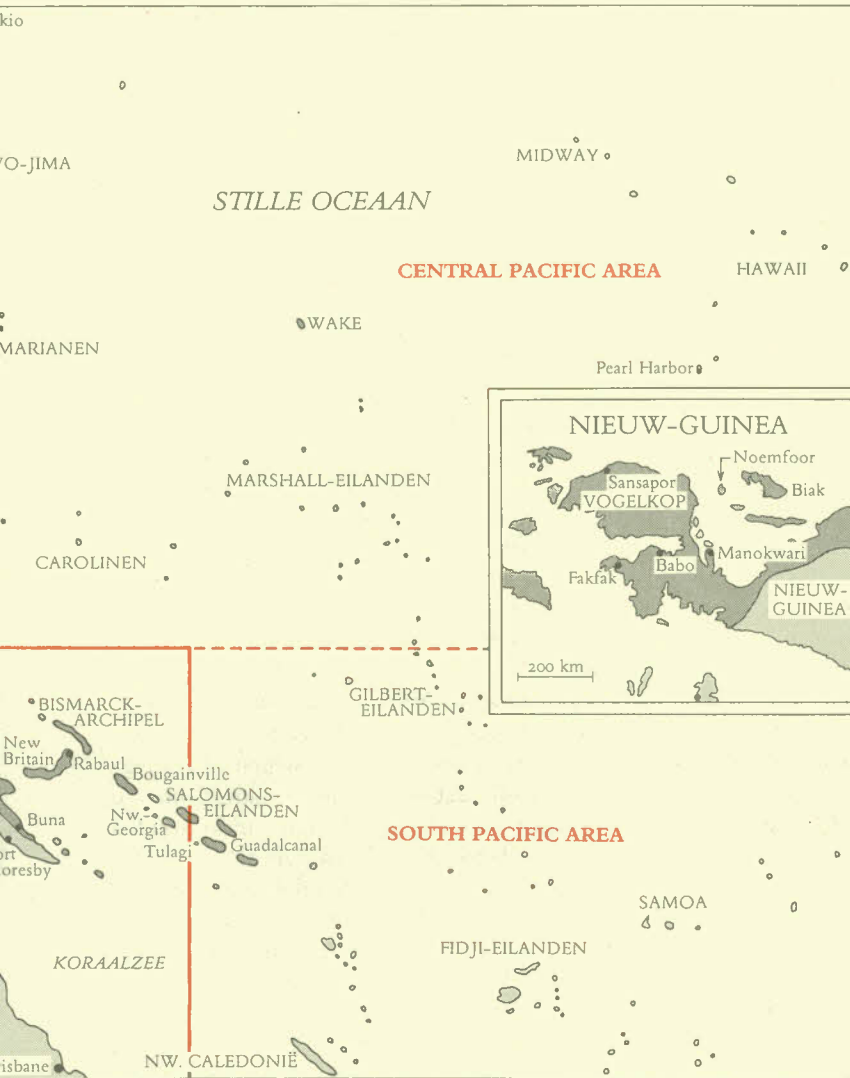 kio
MIDWAY
O-JIMA
STILLE OCEAAN
CENTRAL PACIFIC AREA
HAWAII
WAKE
MARIANEN
Pearl Harbor
NIEUW-GUINEA
Noemfoor
Sansapor
VOGELKOP
Biak
MARSHALL-EILANDEN
Manokwari
CAROLINEN
Babo
Fakfak
NIEUW-
GUINEA
200 km
GILBERT-
EILANDEN
BISMARCK-
ARCHIPEL
New
Britain
Rabaul
Bougainville
SALOMONS-
EILANDEN
Nw.-
Georgia
Buna
SOUTH PACIFIC AREA
Tulagi
Guadalcanal
ort
oresby
SAMOA
FIDJI-EILANDEN
KORAALZEE
NW. CALEDONIË
isbane